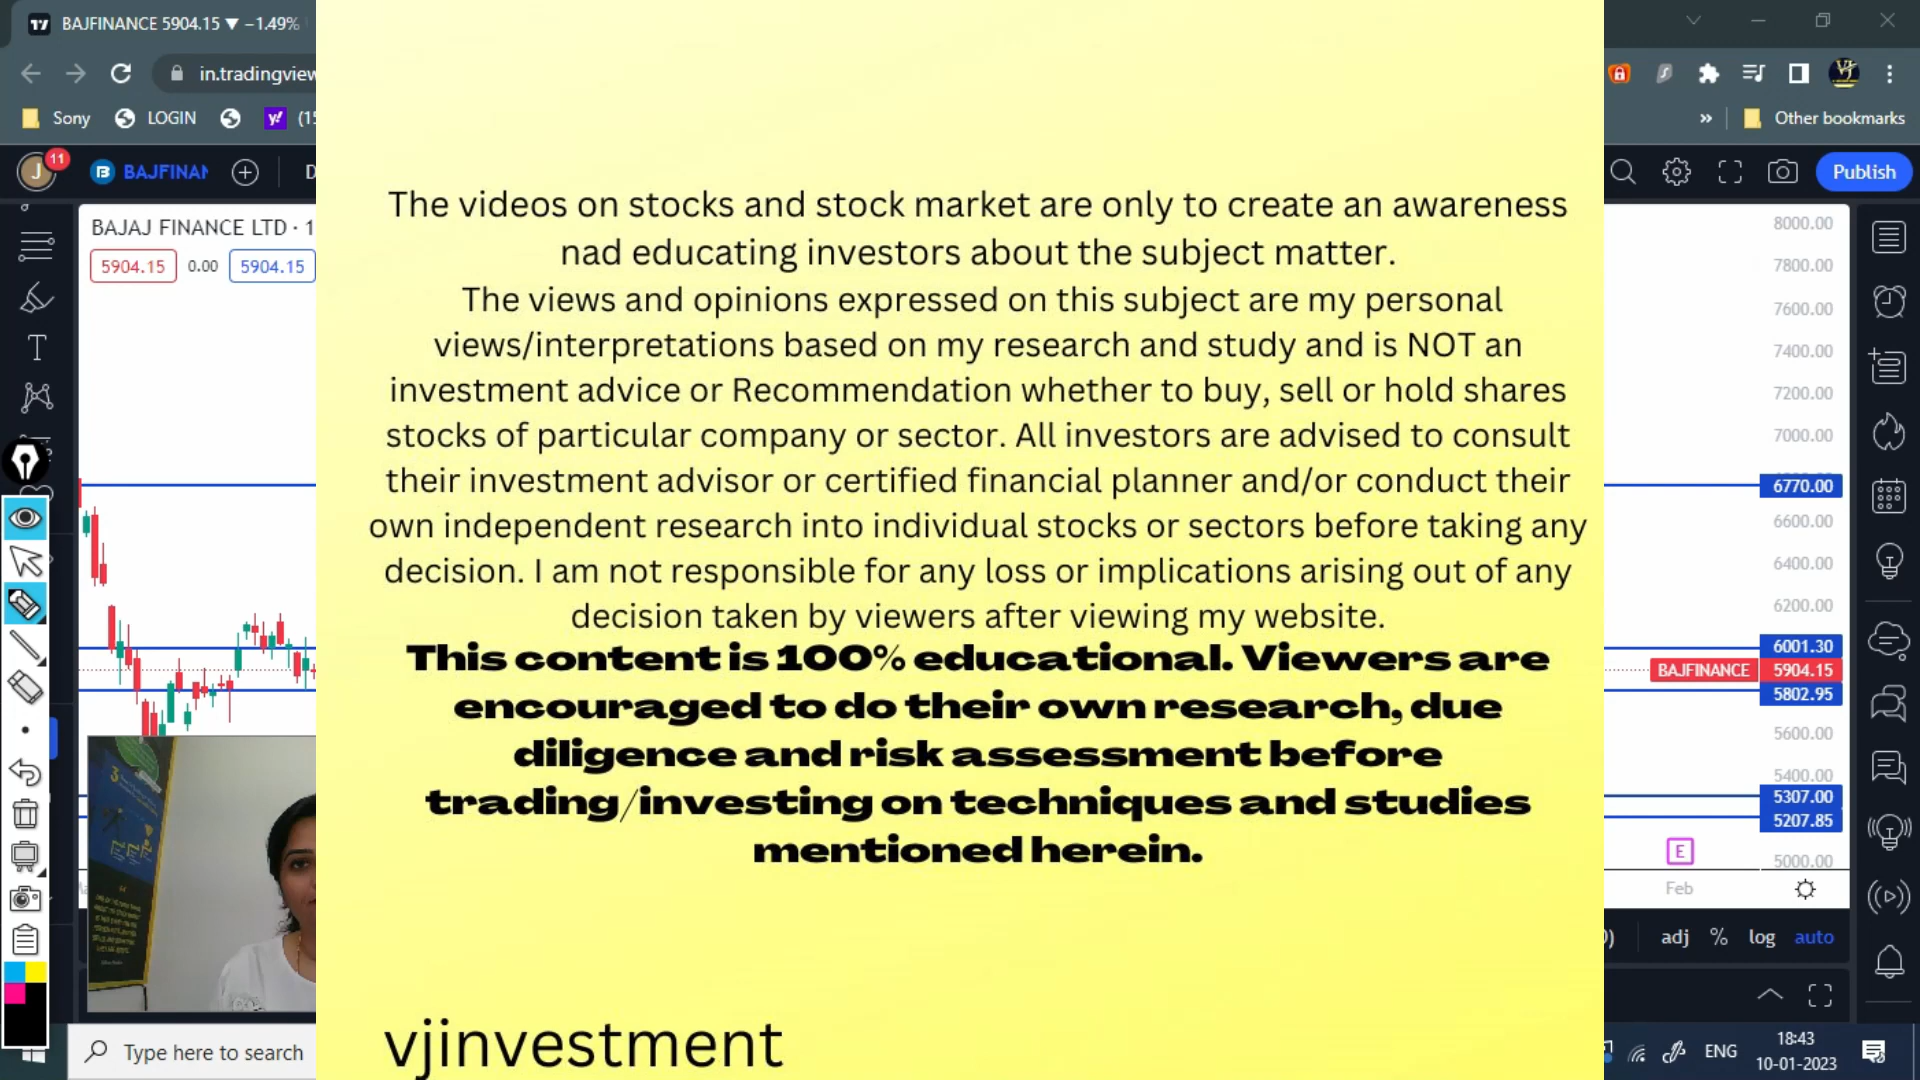 BAJFINANCE 5904.15 ▼ −1.49%
in.tradingview
Sony
LOGIN
Other bookmarks
11
J
BAJFINAN
D
Publish
BAJAJ FINANCE LTD · 1
5904.15
0.00
5904.15
The videos on stocks and stock market are only to create an awareness
nad educating investors about the subject matter.
The views and opinions expressed on this subject are my personal
views/interpretations based on my research and study and is NOT an
investment advice or Recommendation whether to buy, sell or hold shares
stocks of particular company or sector. All investors are advised to consult
their investment advisor or certified financial planner and/or conduct their
own independent research into individual stocks or sectors before taking any
decision. I am not responsible for any loss or implications arising out of any
decision taken by viewers after viewing my website.
This content is 100% educational. Viewers are
encouraged to do their own research, due
diligence and risk assessment before
trading/investing on techniques and studies
mentioned herein.
vjinvestment
8000.00
7800.00
7600.00
7400.00
7200.00
7000.00
6770.00
6600.00
6400.00
6200.00
6001.30
BAJFINANCE 5904.15
5802.95
5600.00
5400.00
5307.00
5207.85
5000.00
E
Feb
adj % log auto
Type here to search
ENG
18:43
10-01-2023